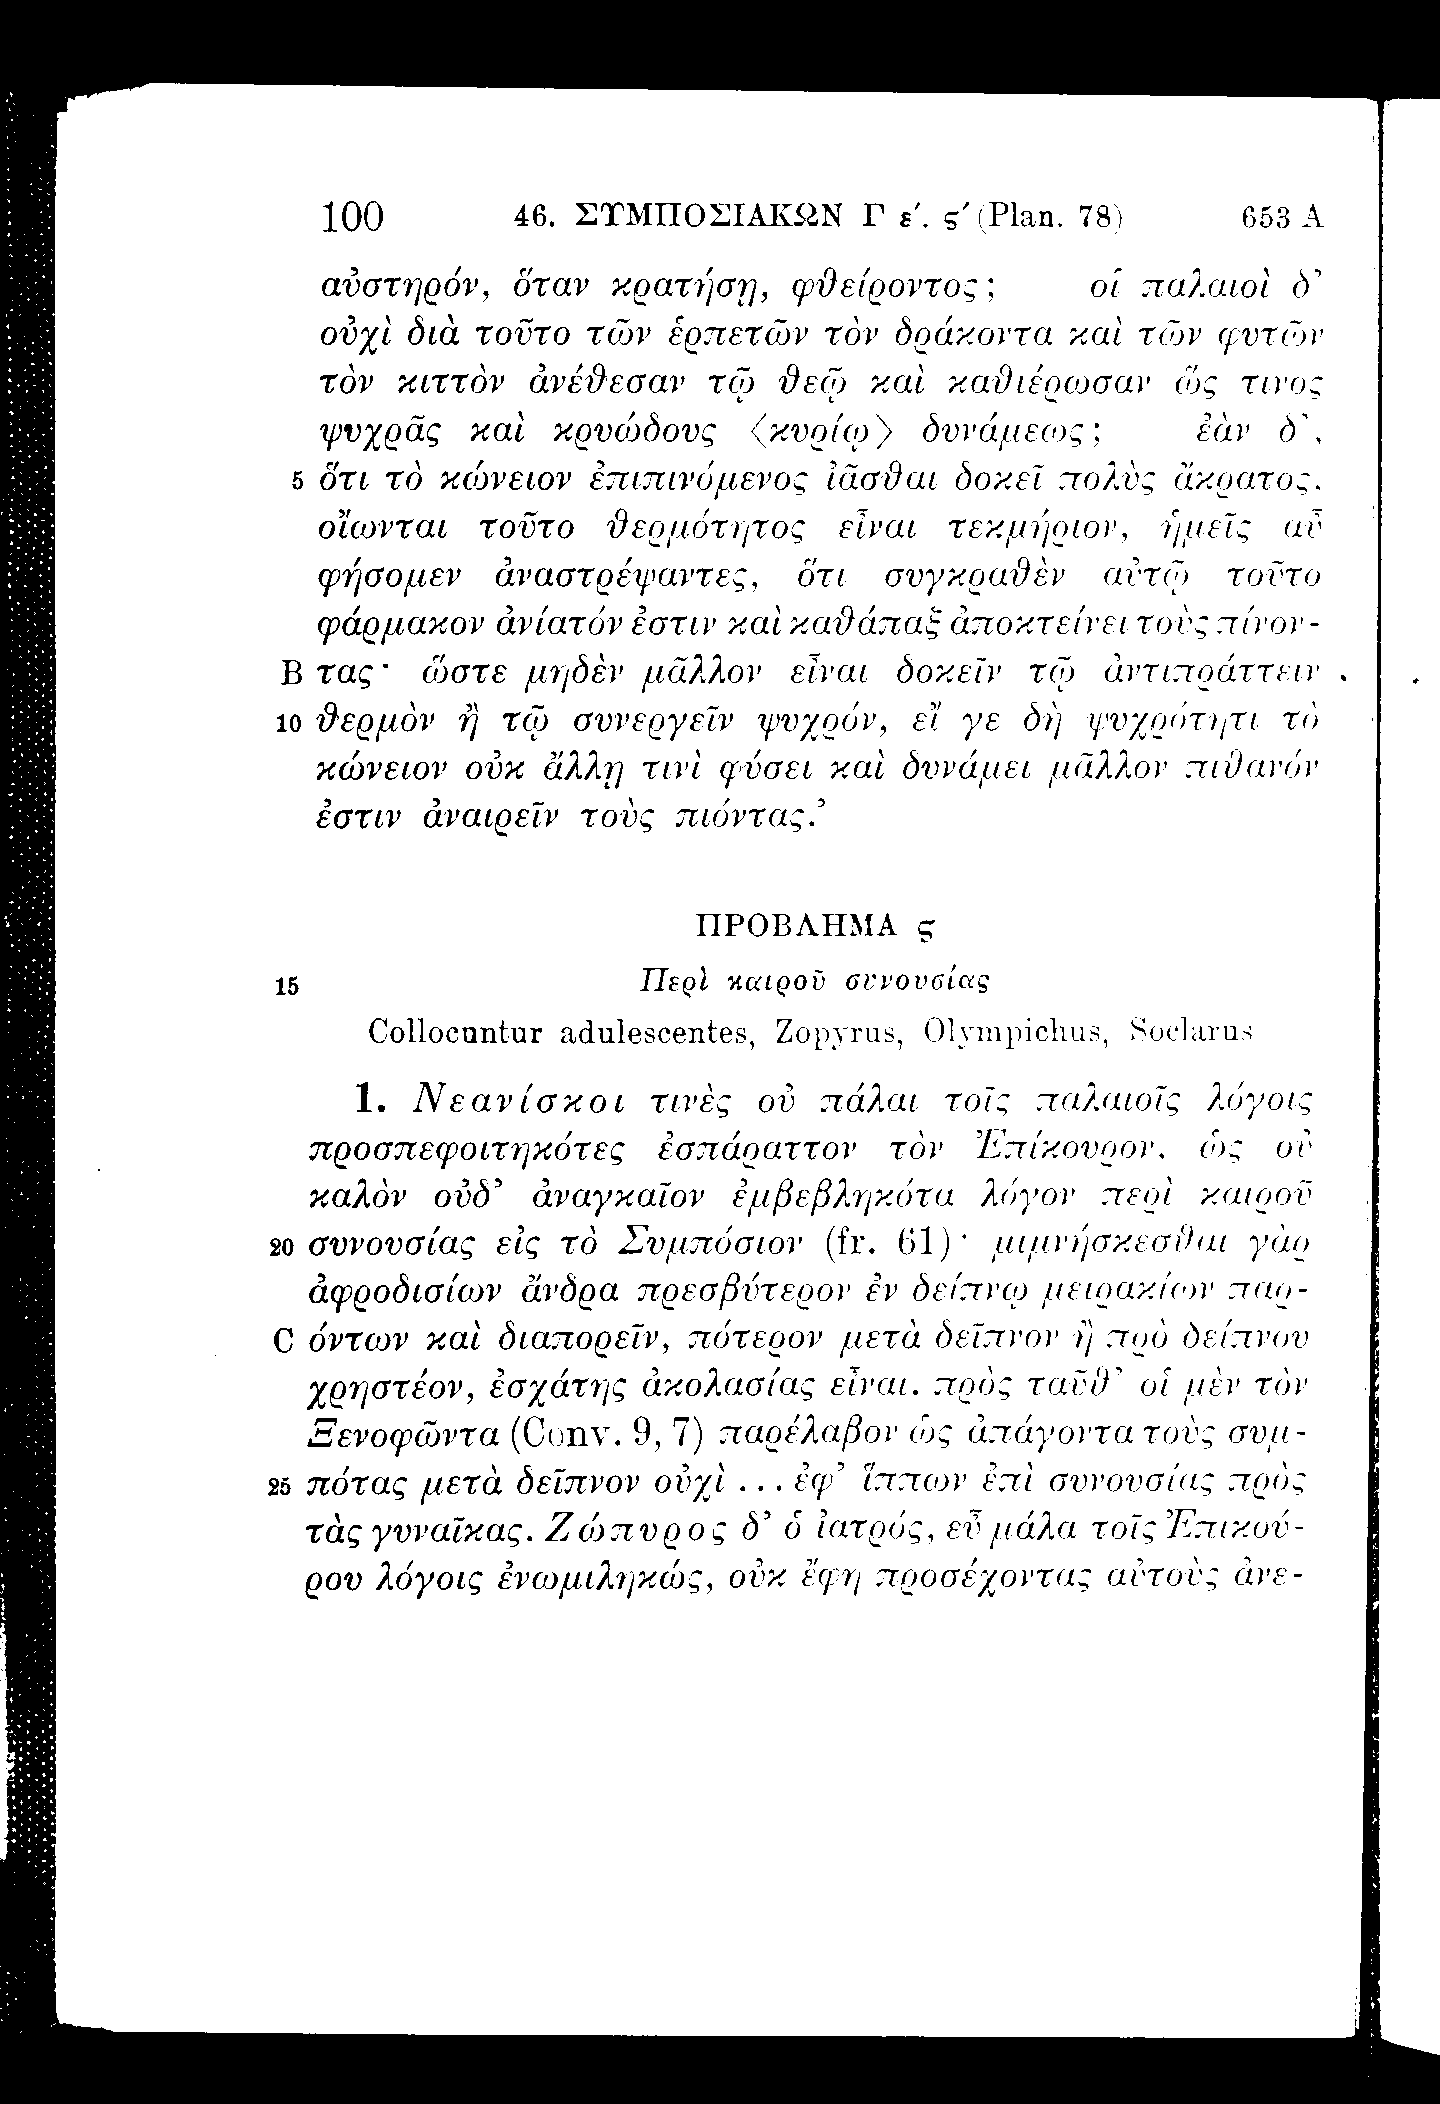 100 46. ΣΥΜΠΟΣΙΑΚΩΝ Γ ε′. ϛ′ (Plan. 78) 653 A
αὐστηρόν, ὅταν κρατήσῃ, φθείροντος; οἱ παλαιοὶ δ’
οὐχὶ διὰ τοῦτο τῶν ἑρπετῶν τὸν δράκοντα καὶ τῶν φυτῶν
τὸν κιττὸν ἀνέθεσαν τῷ θεῷ καὶ καθιέρωσαν ὥς τινος
ψυχρᾶς καὶ κρυώδους ⟨κυρίῳ⟩ δυνάμεως; ἐὰν δ’,
5 ὅτι τὸ κώνειον ἐπιπινόμενος ἰᾶσθαι δοκεῖ πολὺς ἄκρατος,
οἴωνται τοῦτο θερμότητος εἶναι τεκμήριον, ἡμεῖς αὖ
φήσομεν ἀναστρέψαντες, ὅτι συγκραθὲν αὐτῷ τοῦτο
φάρμακον ἀνίατόν ἐστιν καὶ καθάπαξ ἀποκτείνει τοὺς πίνον-
B τας· ὥστε μηδὲν μᾶλλον εἶναι δοκεῖν τῷ ἀντιπράττειν
10 θερμὸν ἢ τῷ συνεργεῖν ψυχρόν, εἴ γε δὴ ψυχρότητι τὸ
κώνειον οὐκ ἄλλῃ τινὶ φύσει καὶ δυνάμει μᾶλλον πιθανόν
ἐστιν ἀναιρεῖν τοὺς πιόντας.’
ΠΡΟΒΛΗΜΑ ϛ
15 Περὶ καιροῦ συνουσίας
Collocuntur adulescentes, Zopyrus, Olympichus, Soclarus
1. Νεανίσκοι τινὲς οὐ πάλαι τοῖς παλαιοῖς λόγοις
προσπεφοιτηκότες ἐσπάραττον τὸν Ἐπίκουρον, ὡς οὐ
καλὸν οὐδ’ ἀναγκαῖον ἐμβεβληκότα λόγον περὶ καιροῦ
20 συνουσίας εἰς τὸ Συμπόσιον (fr. 61)· μιμνήσκεσθαι γὰρ
ἀφροδισίων ἄνδρα πρεσβύτερον ἐν δείπνῳ μειρακίων παρ-
C όντων καὶ διαπορεῖν, πότερον μετὰ δεῖπνον ἢ πρὸ δείπνου
χρηστέον, ἐσχάτης ἀκολασίας εἶναι. πρὸς ταῦθ’ οἱ μὲν τὸν
Ξενοφῶντα (Conv. 9, 7) παρέλαβον ὡς ἀπάγοντα τοὺς συμ-
25 πότας μετὰ δεῖπνον οὐχὶ ... ἐφ’ ἵππων ἐπὶ συνουσίας πρὸς
τὰς γυναῖκας. Ζώπυρος δ’ ὁ ἰατρός, εὖ μάλα τοῖς Ἐπικού-
ρου λόγοις ἐνωμιληκώς, οὐκ ἔφη προσέχοντας αὐτοὺς ἀνε-